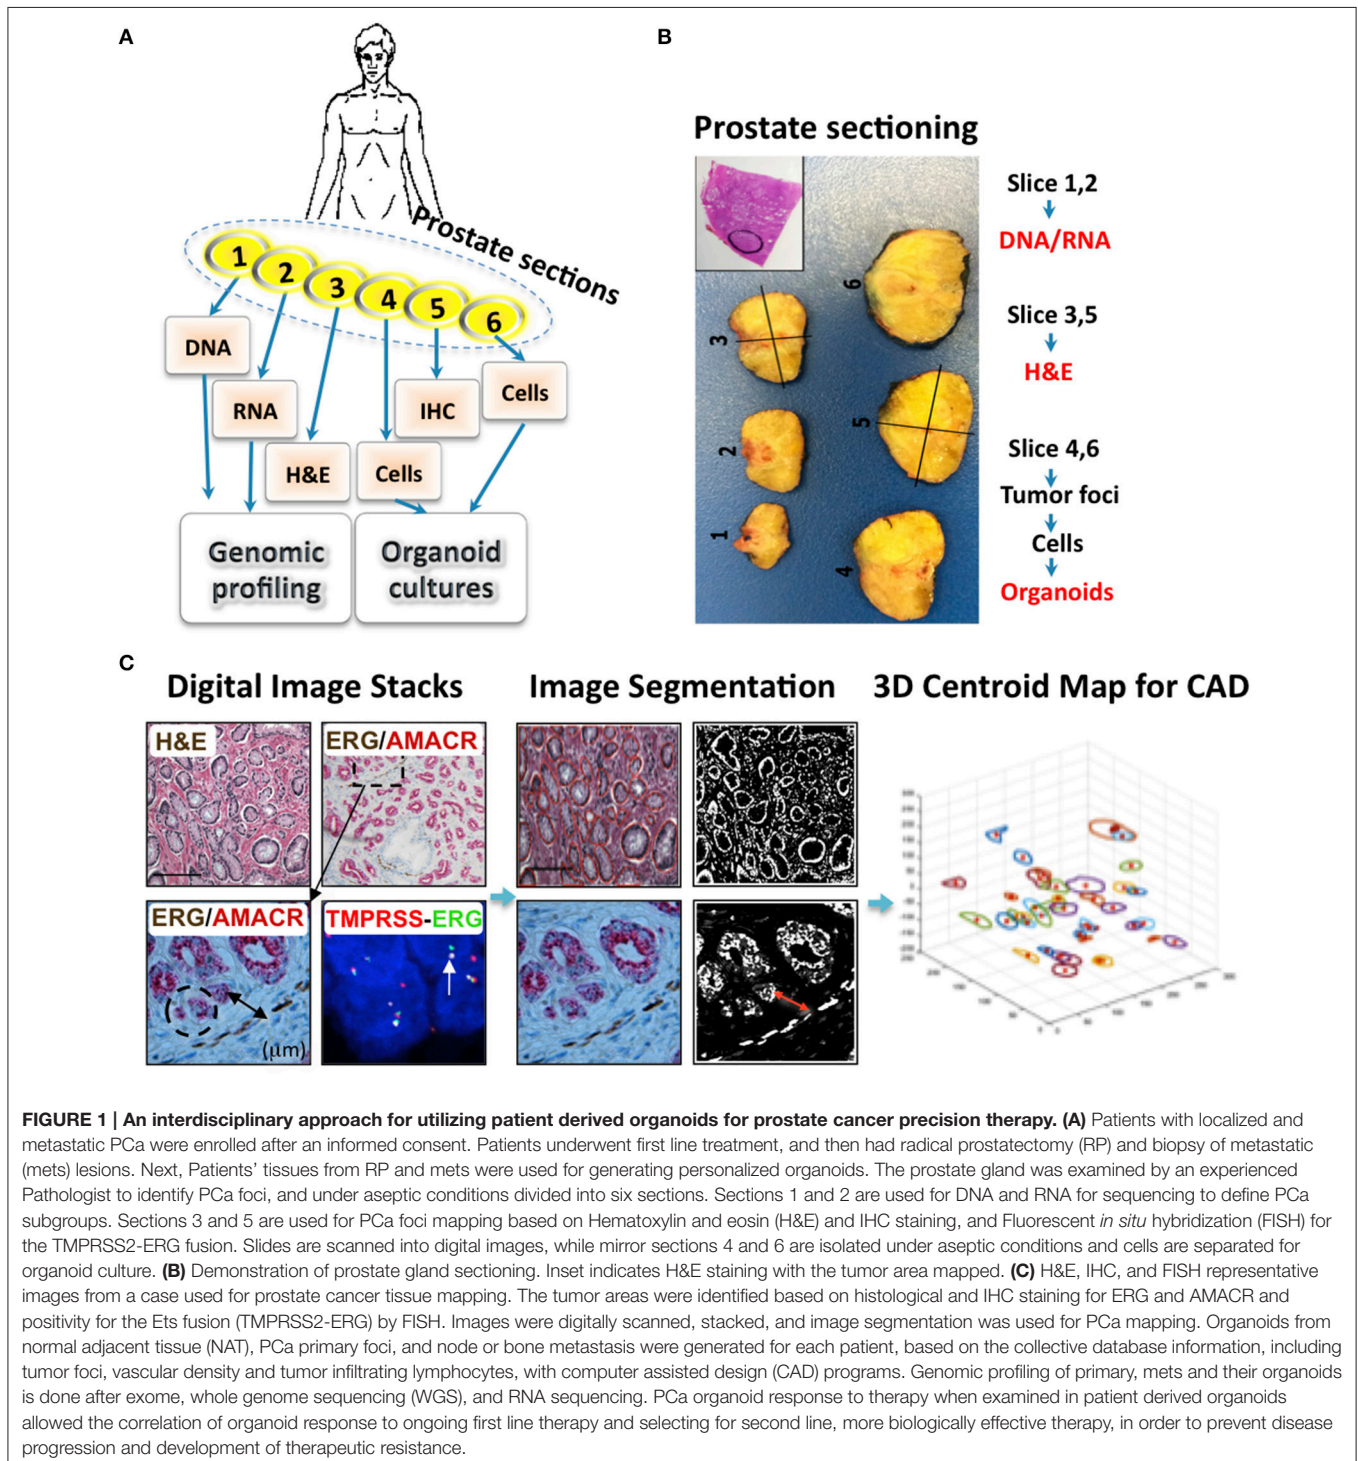 A
Prostate sections
1
2
3
4
5
6
DNA
RNA
H&E
Cells
IHC
Cells
Genomic
profiling
Organoid
cultures
B
Prostate sectioning
3
2
1
6
5
4
Slice 1,2
DNA/RNA
Slice 3,5
H&E
Slice 4,6
Tumor foci
Cells
Organoids
C
Digital Image Stacks
Image Segmentation
3D Centroid Map for CAD
H&E
ERG/AMACR
ERG/AMACR
(μm)
TMPRSS-ERG
FIGURE 1 | An interdisciplinary approach for utilizing patient derived organoids for prostate cancer precision therapy. (A) Patients with localized and
metastatic PCa were enrolled after an informed consent. Patients underwent first line treatment, and then had radical prostatectomy (RP) and biopsy of metastatic
(mets) lesions. Next, Patients' tissues from RP and mets were used for generating personalized organoids. The prostate gland was examined by an experienced
Pathologist to identify PCa foci, and under aseptic conditions divided into six sections. Sections 1 and 2 are used for DNA and RNA for sequencing to define PCa
subgroups. Sections 3 and 5 are used for PCa foci mapping based on Hematoxylin and eosin (H&E) and IHC staining, and Fluorescent in situ hybridization (FISH) for
the TMPRSS2-ERG fusion. Slides are scanned into digital images, while mirror sections 4 and 6 are isolated under aseptic conditions and cells are separated for
organoid culture. (B) Demonstration of prostate gland sectioning. Inset indicates H&E staining with the tumor area mapped. (C) H&E, IHC, and FISH representative
images from a case used for prostate cancer tissue mapping. The tumor areas were identified based on histological and IHC staining for ERG and AMACR and
positivity for the Ets fusion (TMPRSS2-ERG) by FISH. Images were digitally scanned, stacked, and image segmentation was used for PCa mapping. Organoids from
normal adjacent tissue (NAT), PCa primary foci, and node or bone metastasis were generated for each patient, based on the collective database information, including
tumor foci, vascular density and tumor infiltrating lymphocytes, with computer assisted design (CAD) programs. Genomic profiling of primary, mets and their organoids
is done after exome, whole genome sequencing (WGS), and RNA sequencing. PCa organoid response to therapy when examined in patient derived organoids
allowed the correlation of organoid response to ongoing first line therapy and selecting for second line, more biologically effective therapy, in order to prevent disease
progression and development of therapeutic resistance.